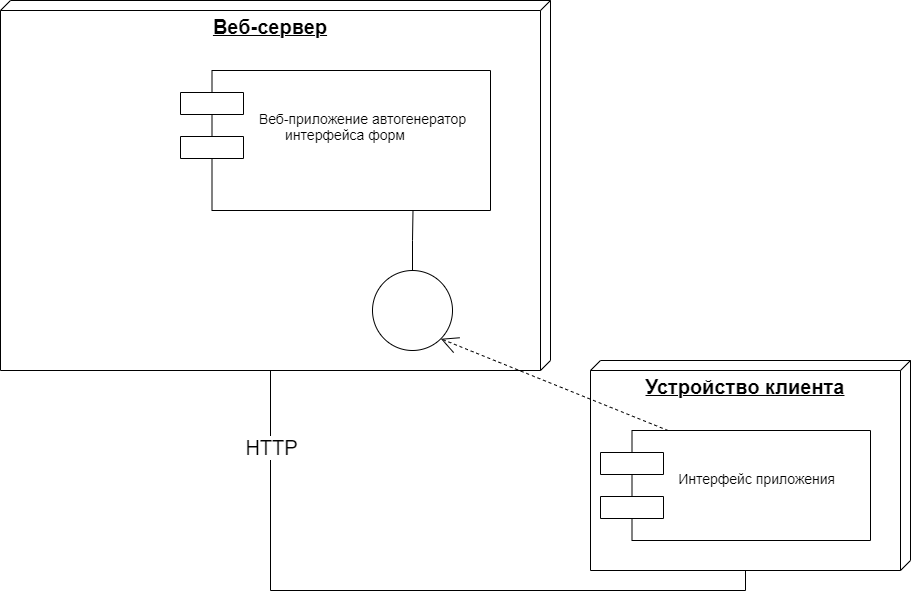 Веб-сервер
Веб-приложение автогенератор
интерфейса форм
Устройство клиента
HTTP
Интерфейс приложения